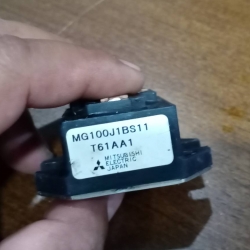 MG100J1BS11
T61AA1
MITSUBISHI
ELECTRIC
JAPAN